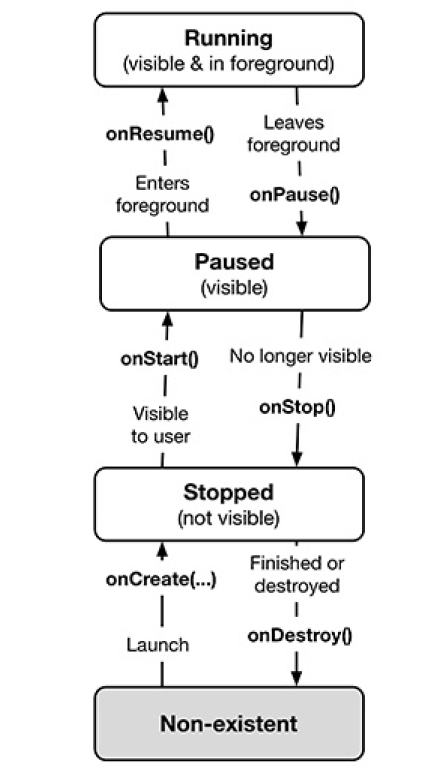 Running
(visible & in foreground)
onResume()
Enters
foreground
Leaves
foreground
onPause()
Paused
(visible)
onStart()
Visible
to user
No longer visible
onStop()
Stopped
(not visible)
onCreate(...)
Launch
Finished or
destroyed
onDestroy()
Non-existent